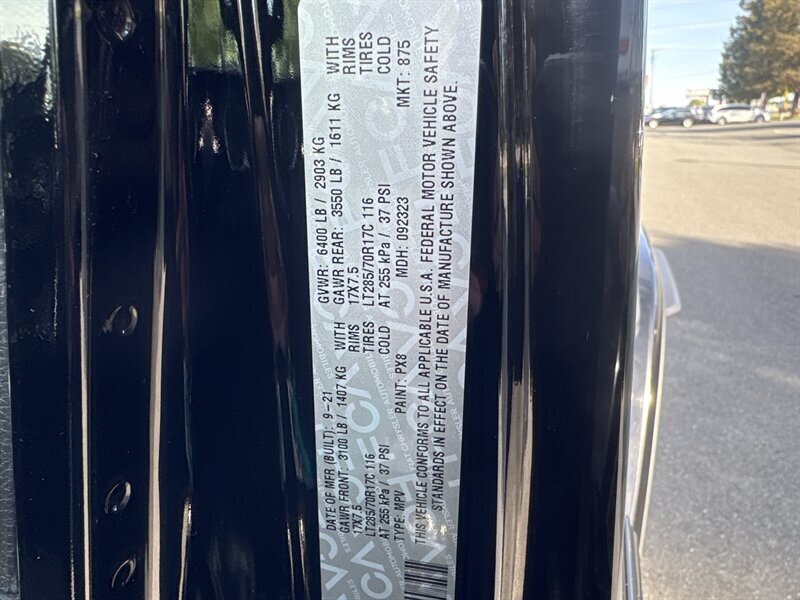 DATE OF MFR (BUILT): 9-21 GVWR: 6400 LB / 2903 KG
GAWR FRONT: 3100 LB / 1407 KG WITH GAWR REAR: 3550 LB / 1611 KG WITH
17X7.5 RIMS 17X7.5 RIMS
LT285/70R17C 116 TIRES LT285/70R17C 116 TIRES
AT 255 kPa / 37 PSI COLD AT 255 kPa / 37 PSI COLD
TYPE: MPV PAINT: PX8 MDH: 092323 MKT: 875
THIS VEHICLE CONFORMS TO ALL APPLICABLE U.S.A. FEDERAL MOTOR VEHICLE SAFETY
STANDARDS IN EFFECT ON THE DATE OF MANUFACTURE SHOWN ABOVE.